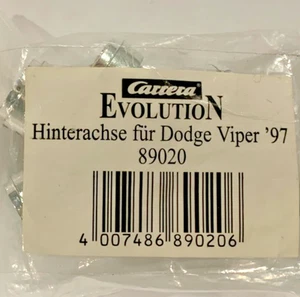 Carrera
EVOLUTION
Hinterachse für Dodge Viper ’97
89020
4 007486 890206